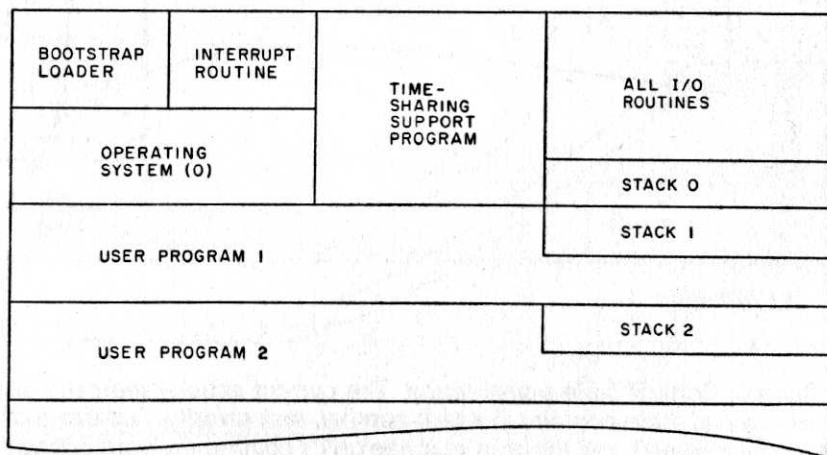 BOOTSTRAP
LOADER
INTERRUPT
ROUTINE
TIME-
SHARING
SUPPORT
PROGRAM
ALL I/O
ROUTINES
OPERATING
SYSTEM (0)
STACK 0
STACK 1
USER PROGRAM 1
STACK 2
USER PROGRAM 2